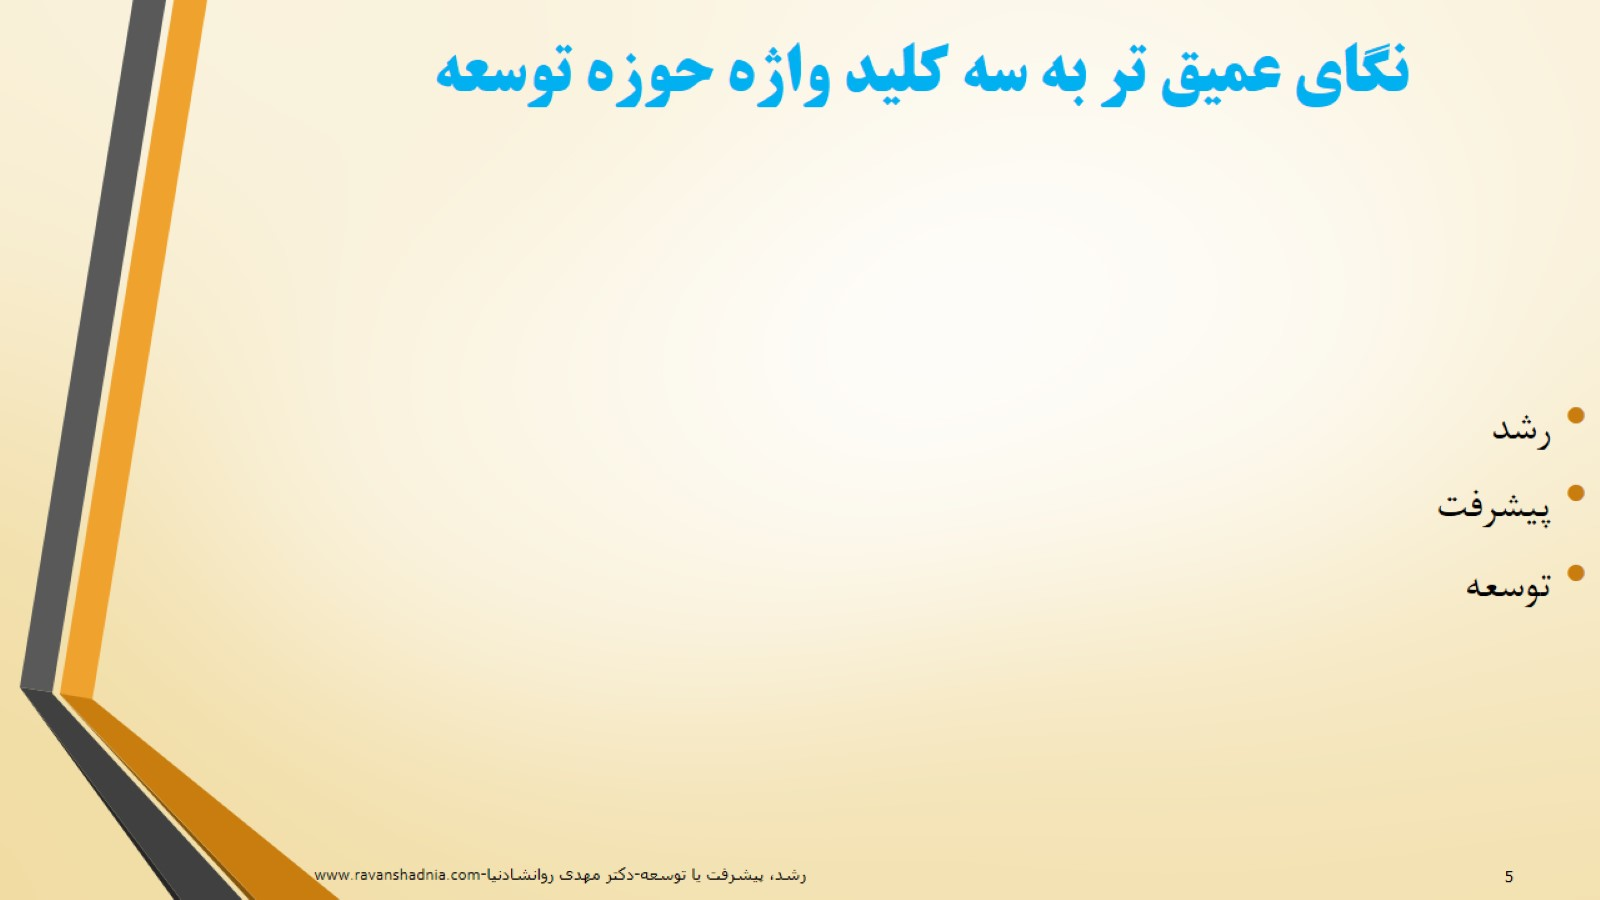 نگای عمیق تر به سه کلید واژه حوزه توسعه
رشد
پیشرفت
توسعه
رشد، پیشرفت یا توسعه-دکتر مهدی روانشادنیا-www.ravanshadnia.com
5